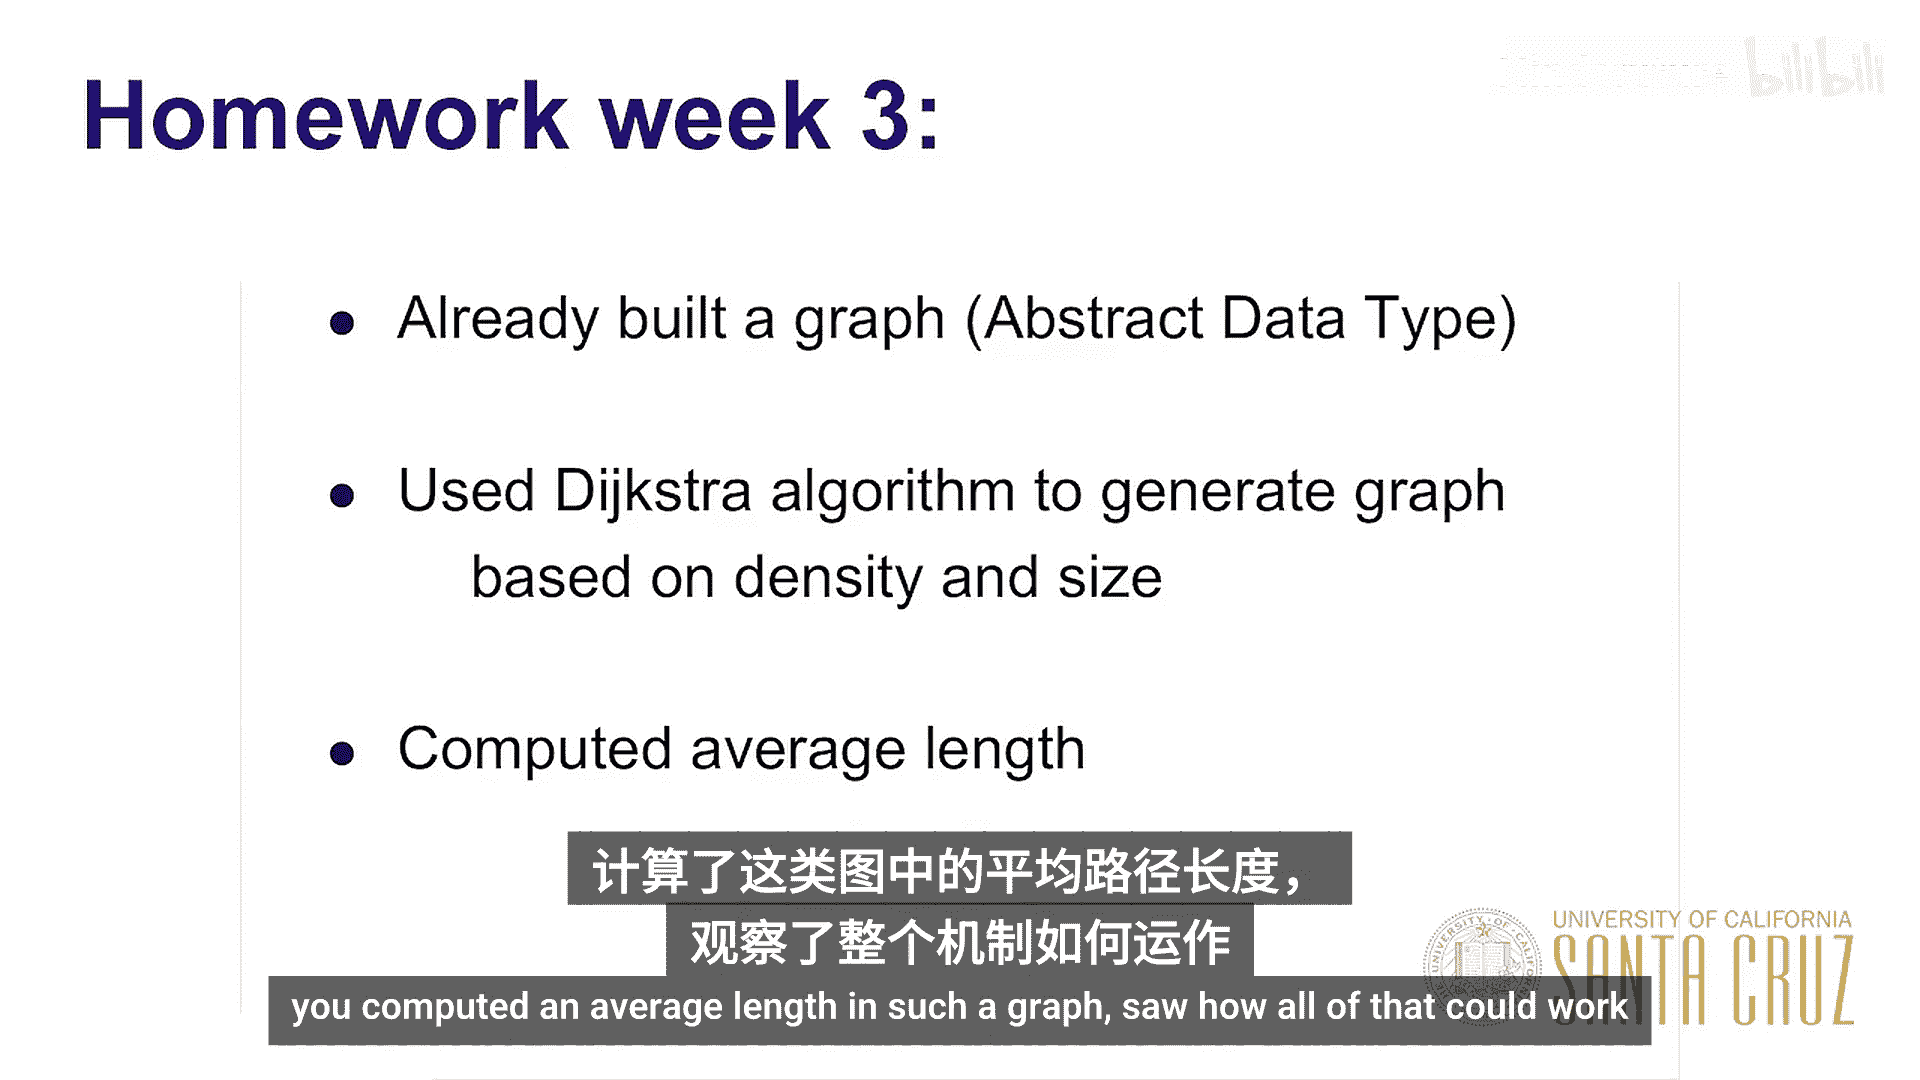 Homework week 3:
bilibili
● Already built a graph (Abstract Data Type)
● Used Dijkstra algorithm to generate graph
based on density and size
● Computed average length
计算了这类图中的平均路径长度，
观察了整个机制如何运作
you computed an average length in such a graph, saw how all of that could work
UNIVERSITY OF CALIFORNIA
SANTA CRUZ